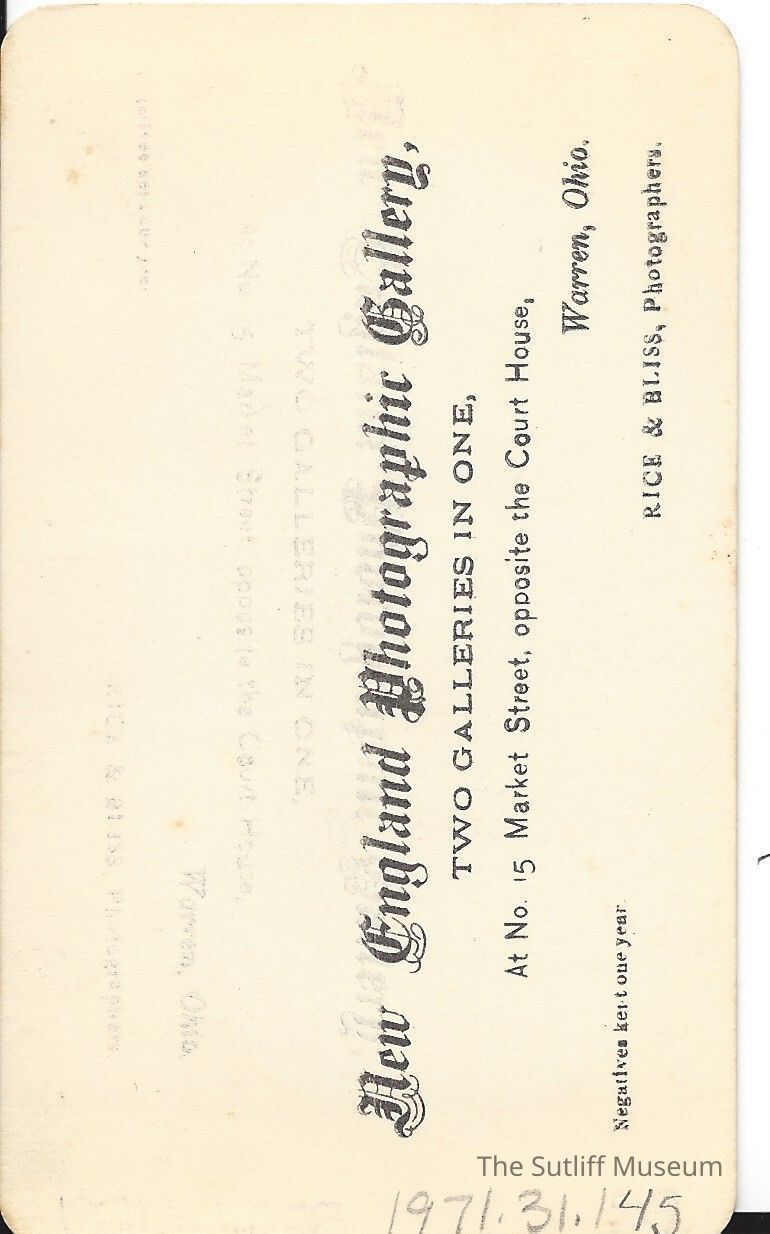 New England Photographic Gallery,
TWO GALLERIES IN ONE,
At No. 15 Market Street, opposite the Court House,
Warren, Ohio.
Negatives kept one year
RICE & BLISS, Photographers.
The Sutliff Museum
1971.31.145